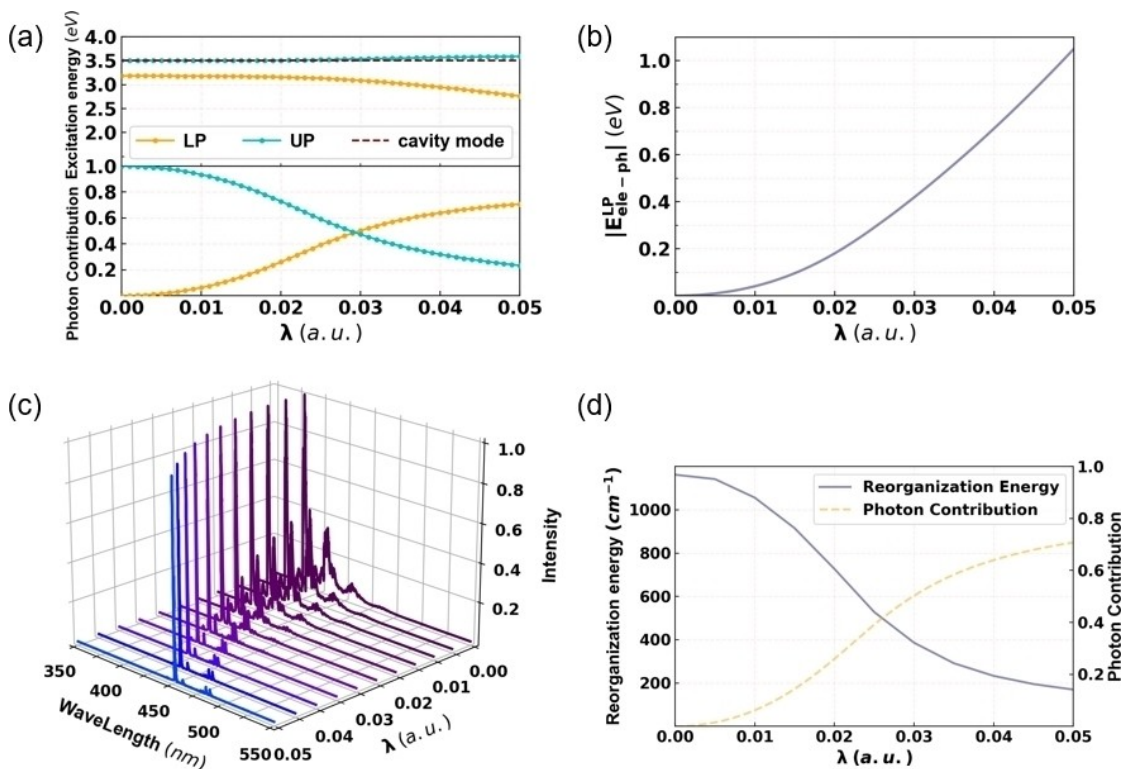 (a)
Excitation energy (eV)
4.0
3.5
3.0
2.5
2.0
LP
UP
cavity mode
Photon Contribution
1.0
0.8
0.6
0.4
0.2
0.00 0.01 0.02 0.03 0.04 0.05
λ (a.u.)
(b)
|E^LP_ele-ph| (eV)
1.0
0.8
0.6
0.4
0.2
0.00 0.01 0.02 0.03 0.04 0.05
λ (a.u.)
(c)
1.0
0.8
0.6
0.4
0.2
Intensity
350
400
450
500
550
WaveLength (nm)
0.05
0.04
0.03
0.02
0.01
0.00
λ (a.u.)
(d)
Reorganization energy (cm⁻¹)
1000
800
600
400
200
Reorganization Energy
Photon Contribution
1.0
0.8
0.6
0.4
0.2
Photon Contribution
0.00 0.01 0.02 0.03 0.04 0.05
λ (a.u.)